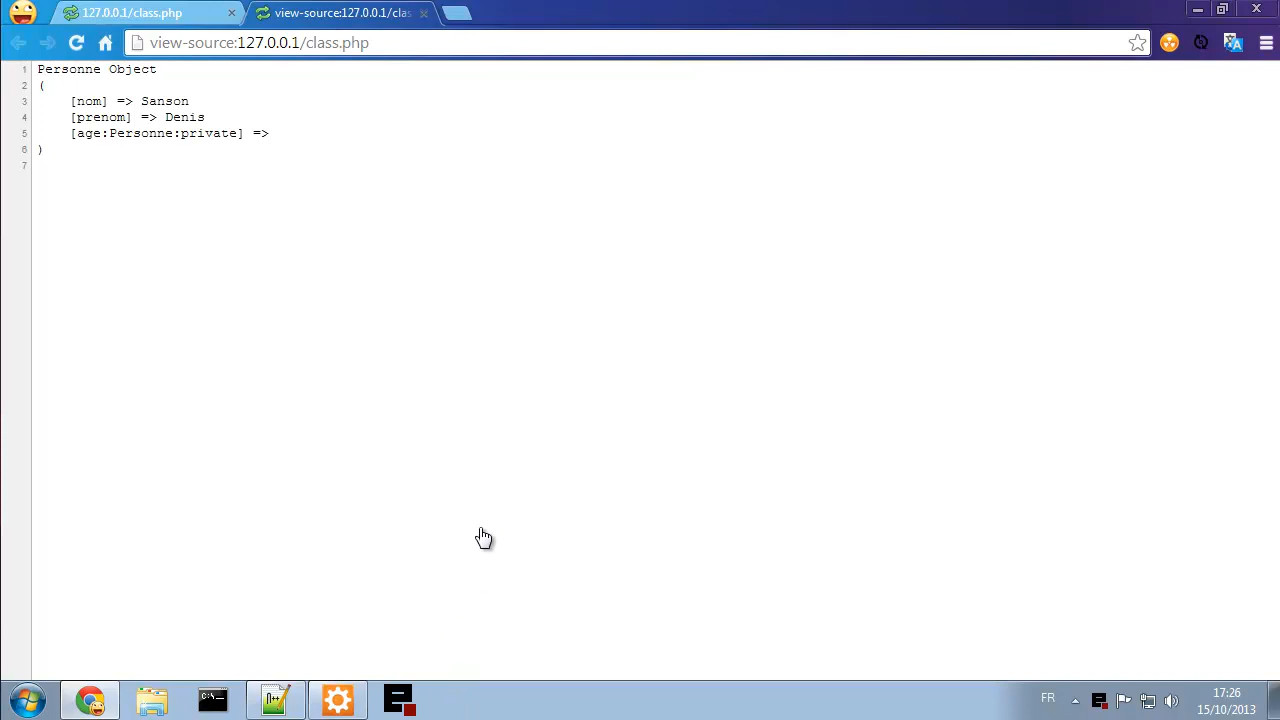 127.0.0.1/class.php
view-source:127.0.0.1/clas
view-source:127.0.0.1/class.php
1 Personne Object
2 (
3 [nom] => Sanson
4 [prenom] => Denis
5 [age:Personne:private] =>
6 )
7
C:\_
FR
17:26
15/10/2013